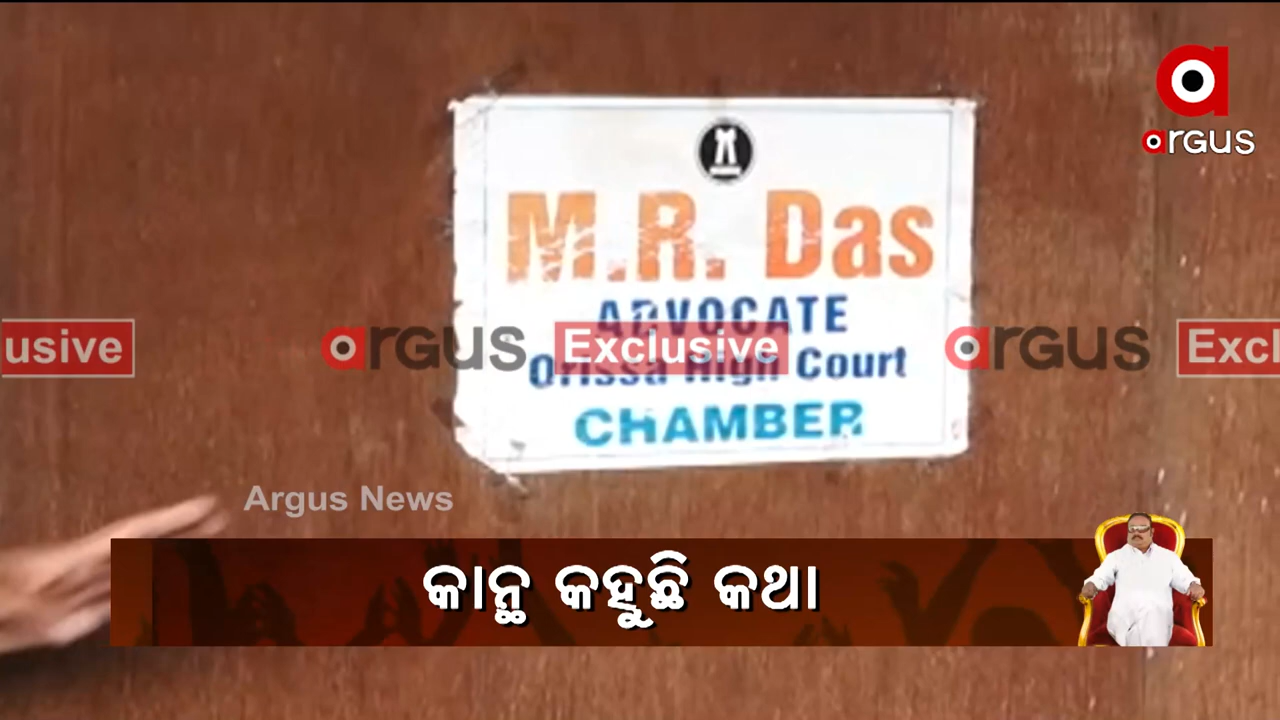 argus
M.R. Das
ADVOCATE
Orissa High Court
CHAMBER
usive argus Exclusive argus Excl
Argus News
କାନ୍ଥ କହୁଛି କଥା